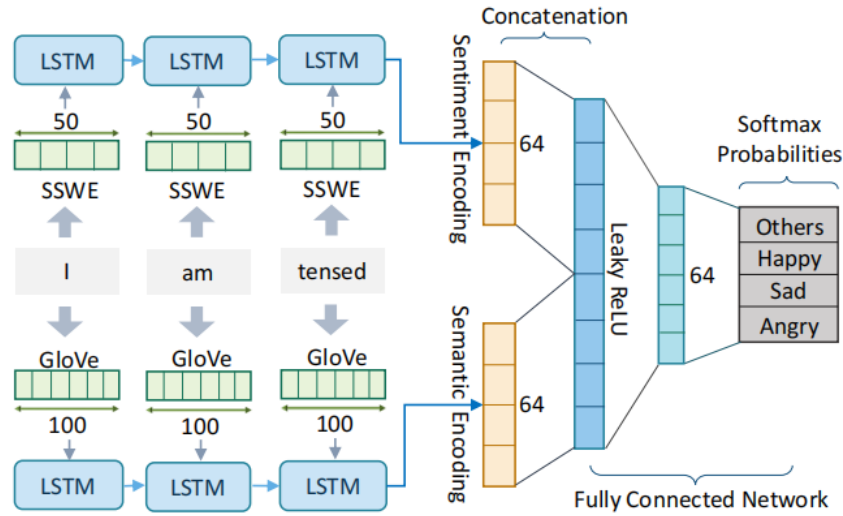 Concatenation
LSTM
LSTM
LSTM
50
50
50
SSWE
SSWE
SSWE
I
am
tensed
GloVe
GloVe
GloVe
100
100
100
LSTM
LSTM
LSTM
Sentiment Encoding
64
Semantic Encoding
64
Leaky ReLU
64
Softmax
Probabilities
Others
Happy
Sad
Angry
Fully Connected Network